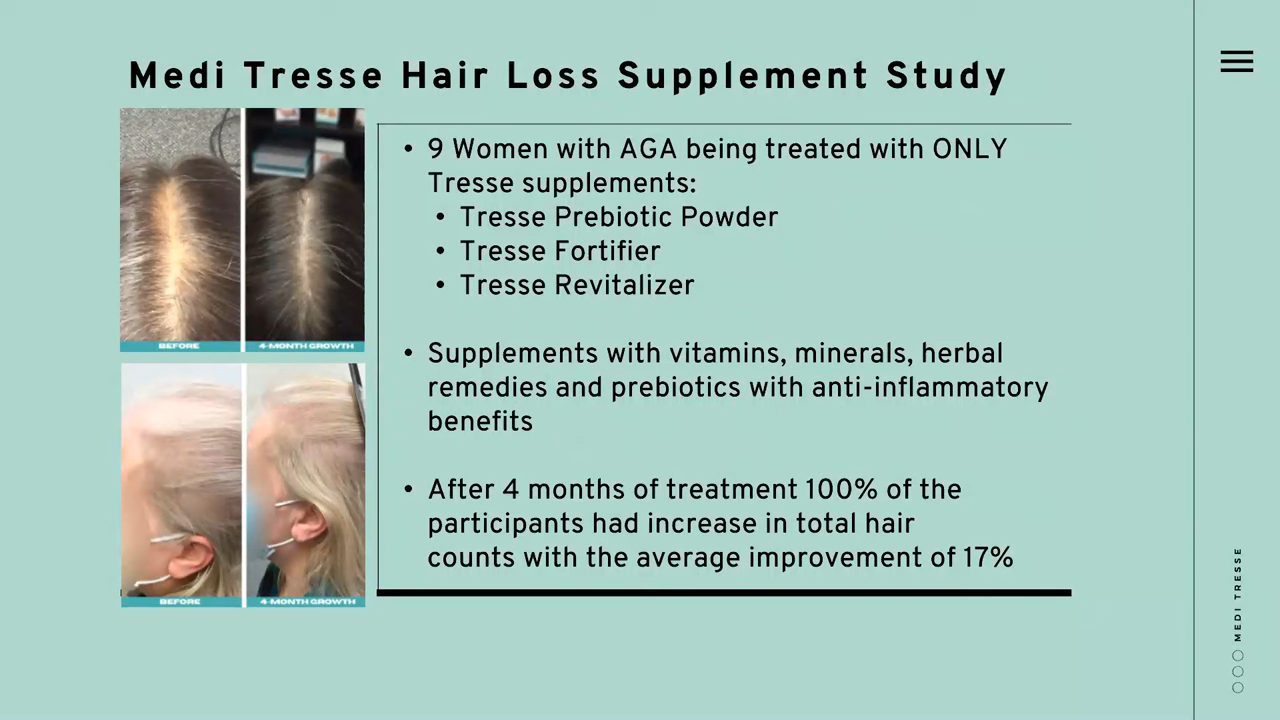 Medi Tresse Hair Loss Supplement Study
• 9 Women with AGA being treated with ONLY
Tresse supplements:
• Tresse Prebiotic Powder
• Tresse Fortifier
• Tresse Revitalizer
• Supplements with vitamins, minerals, herbal
remedies and prebiotics with anti-inflammatory
benefits
• After 4 months of treatment 100% of the
participants had increase in total hair
counts with the average improvement of 17%
BEFORE
4-MONTH GROWTH
BEFORE
4-MONTH GROWTH
MEDI TRESSE